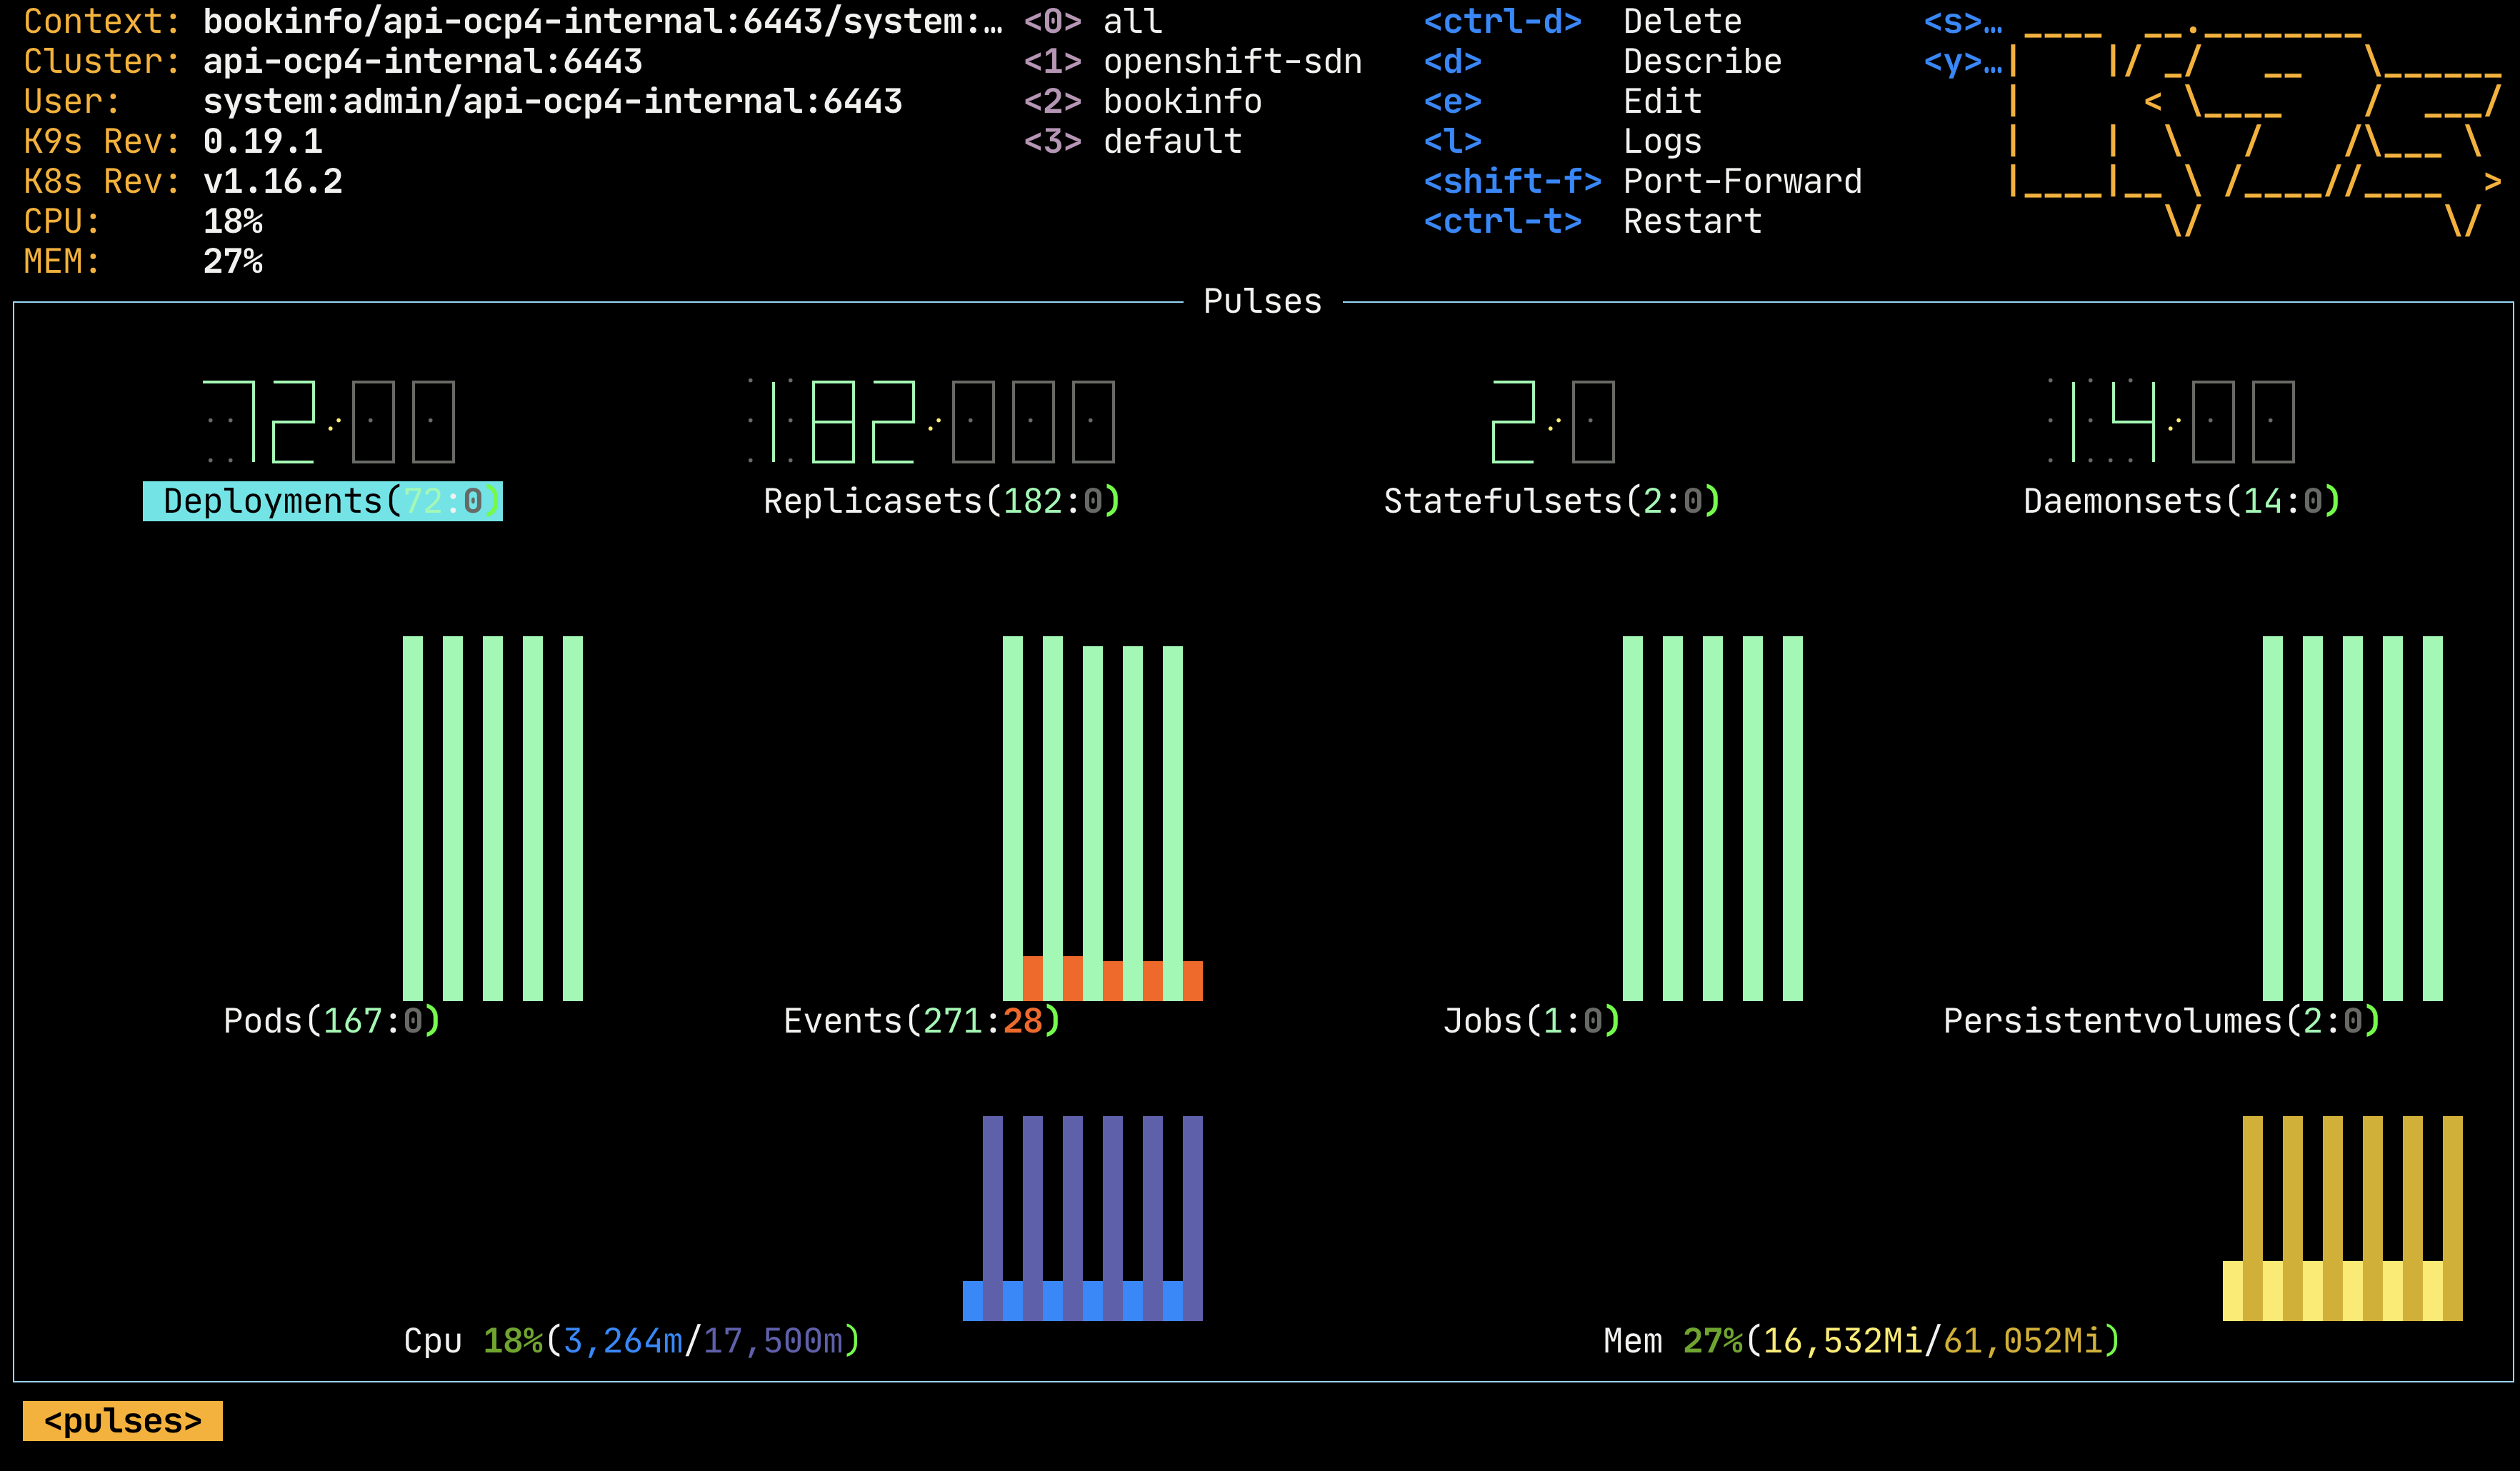 Context: bookinfo/api-ocp4-internal:6443/system:… <0> all <ctrl-d> Delete <s>…
Cluster: api-ocp4-internal:6443 <1> openshift-sdn <d> Describe <y>…
User: system:admin/api-ocp4-internal:6443 <2> bookinfo <e> Edit
K9s Rev: 0.19.1 <3> default <l> Logs
K8s Rev: v1.16.2 <shift-f> Port-Forward
CPU: 18% <ctrl-t> Restart
MEM: 27%
Pulses
72 00 182 000 2 0 14 00
Deployments(72:0) Replicasets(182:0) Statefulsets(2:0) Daemonsets(14:0)
Pods(167:0) Events(271:28) Jobs(1:0) Persistentvolumes(2:0)
Cpu 18%(3,264m/17,500m) Mem 27%(16,532Mi/61,052Mi)
<pulses>